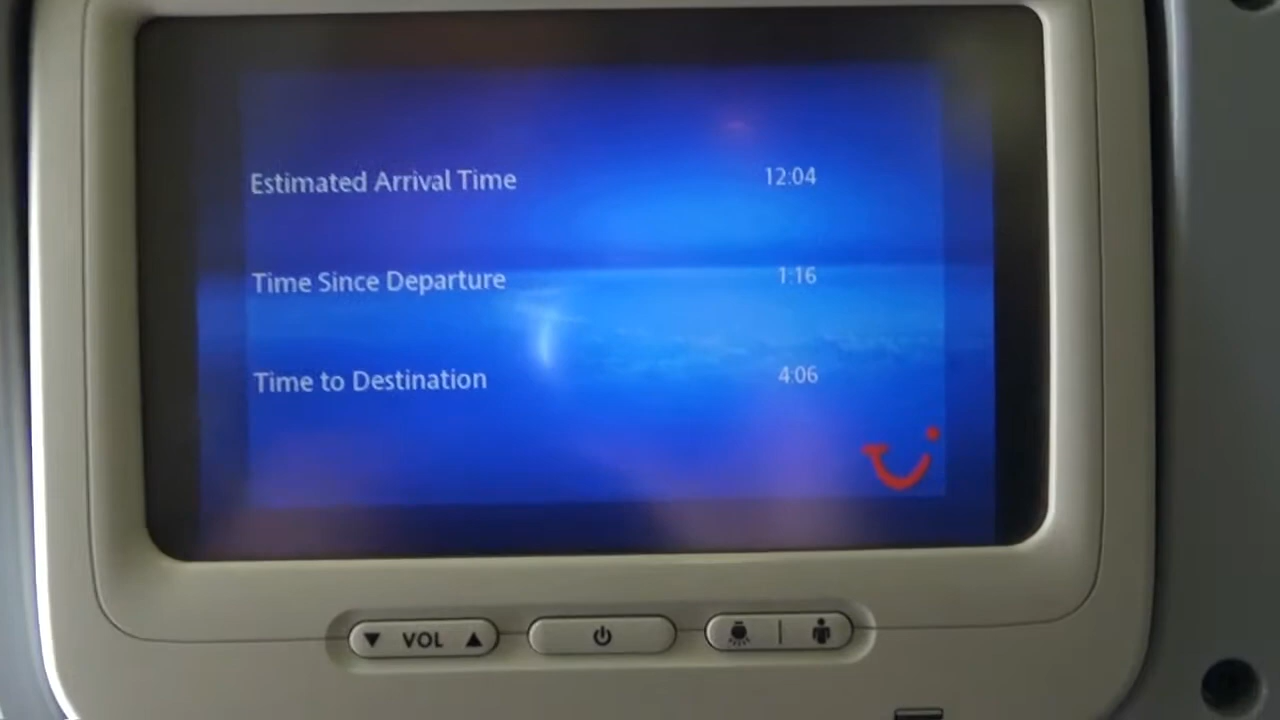 Estimated Arrival Time 12:04
Time Since Departure 1:16
Time to Destination 4:06
VOL